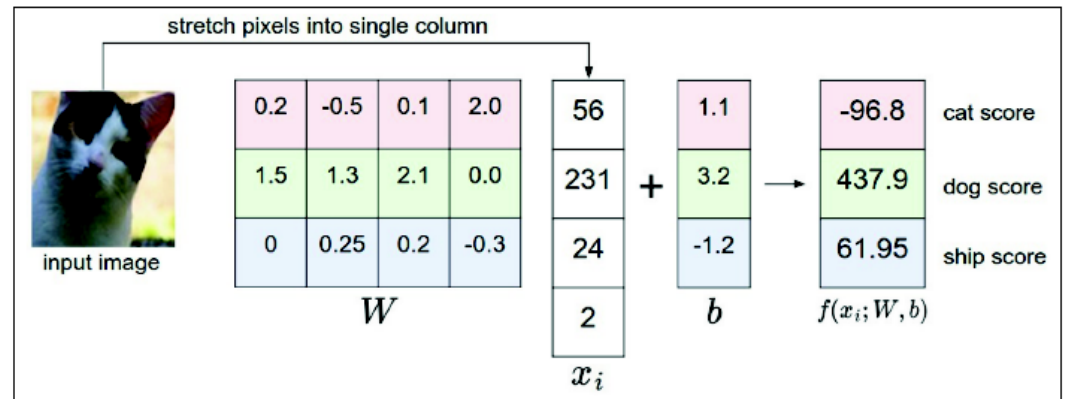 stretch pixels into single column
0.2 -0.5 0.1 2.0 56 1.1 -96.8 cat score
1.5 1.3 2.1 0.0 231 + 3.2 437.9 dog score
0 0.25 0.2 -0.3 24 -1.2 61.95 ship score
input image
W 2 b f(x_i; W, b)
x_i